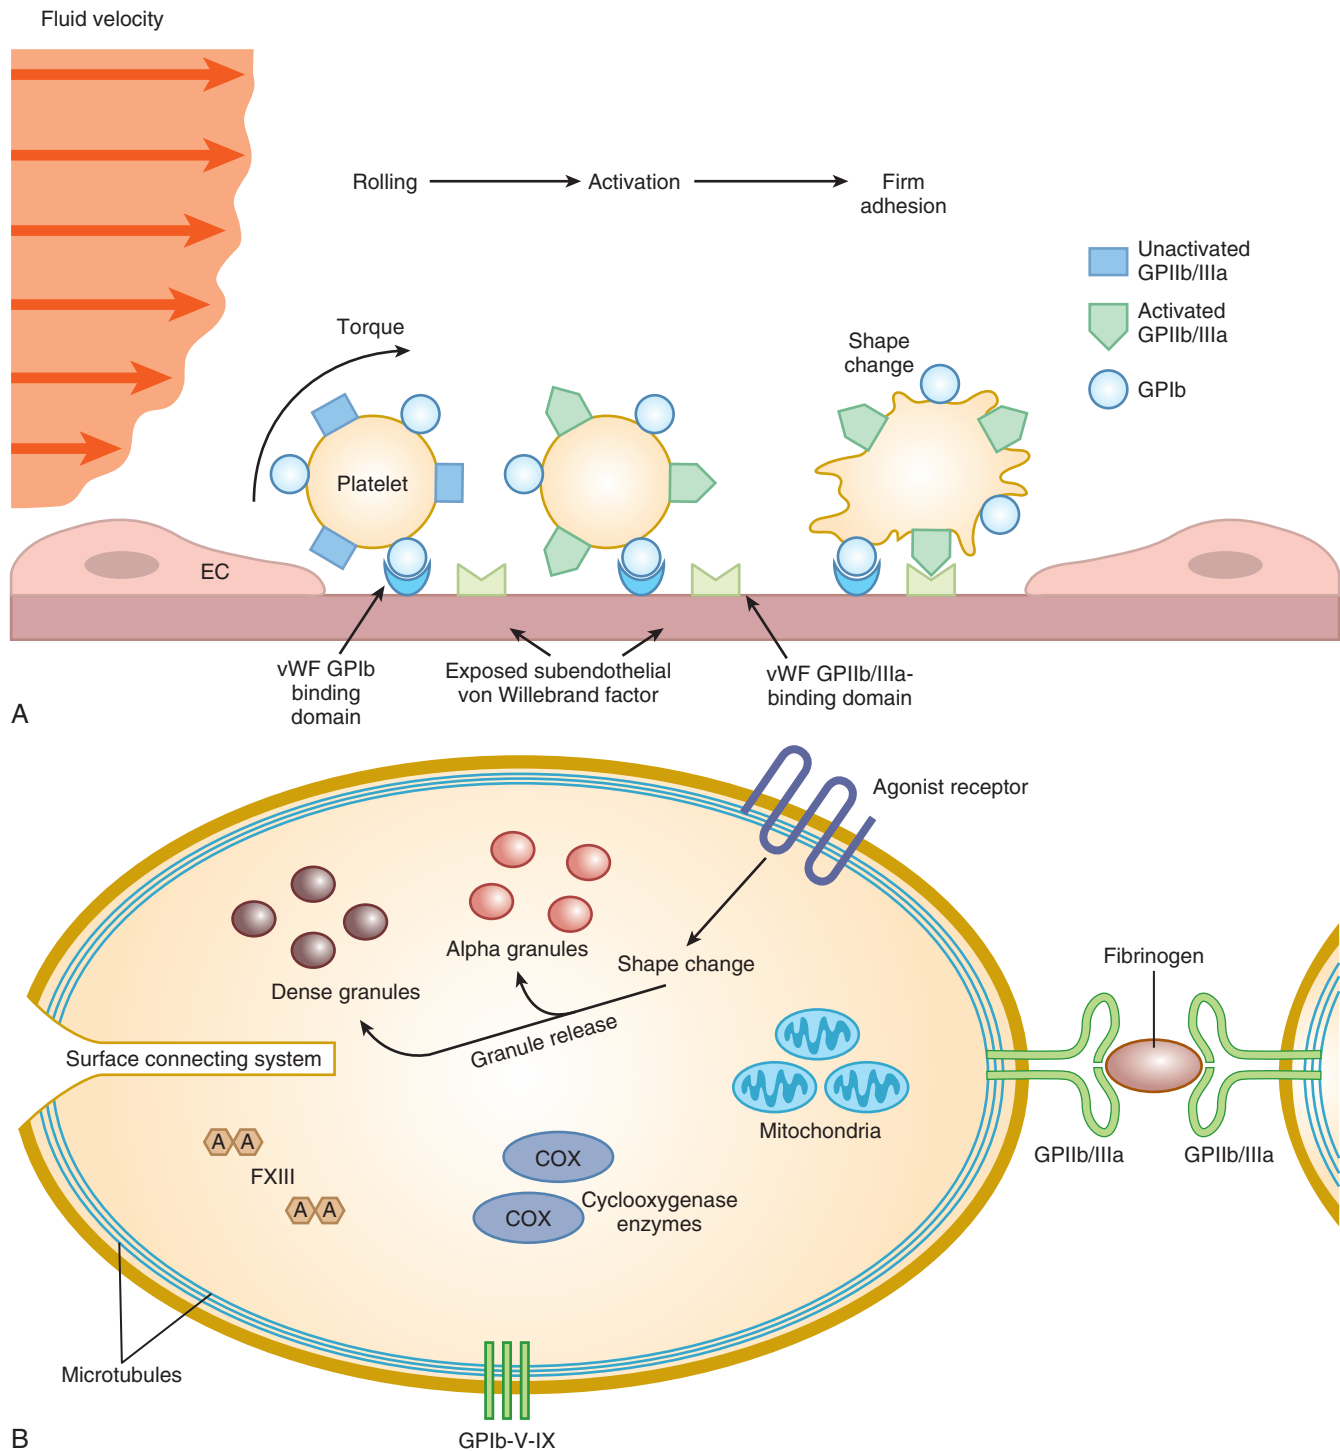 Fluid velocity
Rolling
Activation
Firm
adhesion
Unactivated
GPIIb/IIIa
Activated
GPIIb/IIIa
GPIb
Torque
Shape
change
Platelet
EC
vWF GPIb
binding
domain
Exposed subendothelial
von Willebrand factor
vWF GPIIb/IIIa-
binding domain
A
Agonist receptor
Alpha granules
Dense granules
Shape change
Granule release
Surface connecting system
Fibrinogen
Mitochondria
GPIIb/IIIa
GPIIb/IIIa
A A
FXIII
A A
COX
COX
Cyclooxygenase
enzymes
Microtubules
GPIb-V-IX
B